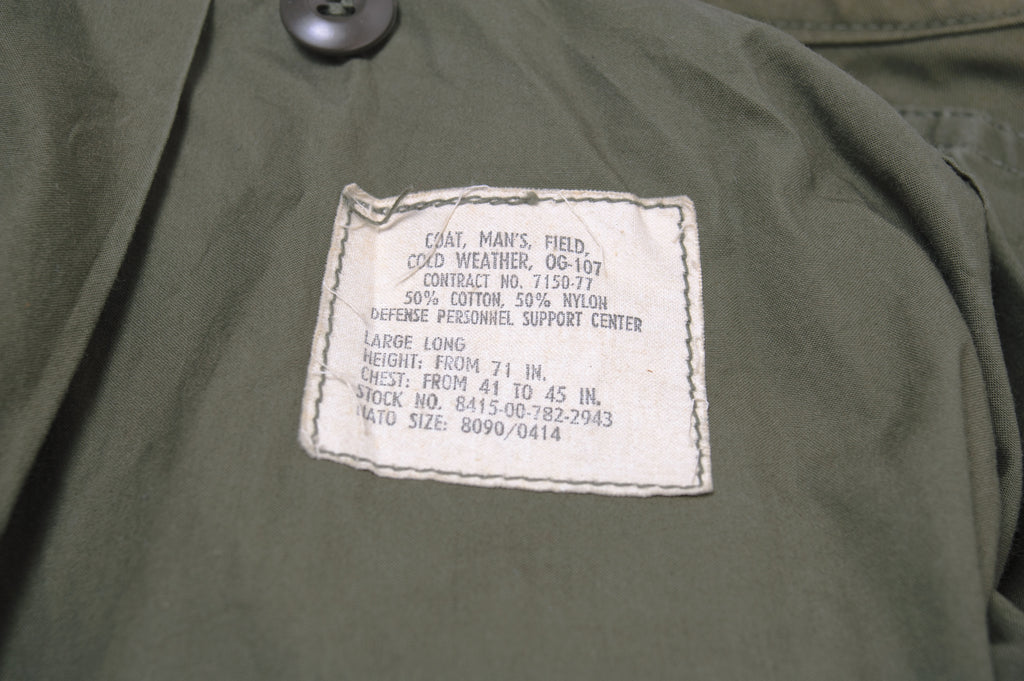 COAT, MAN'S, FIELD,
COLD WEATHER, OG-107
CONTRACT NO. 7150-77
50% COTTON, 50% NYLON
DEFENSE PERSONNEL SUPPORT CENTER
LARGE LONG
HEIGHT: FROM 71 IN.
CHEST: FROM 41 TO 45 IN.
STOCK NO. 8415-00-782-2943
NATO SIZE: 8090/0414